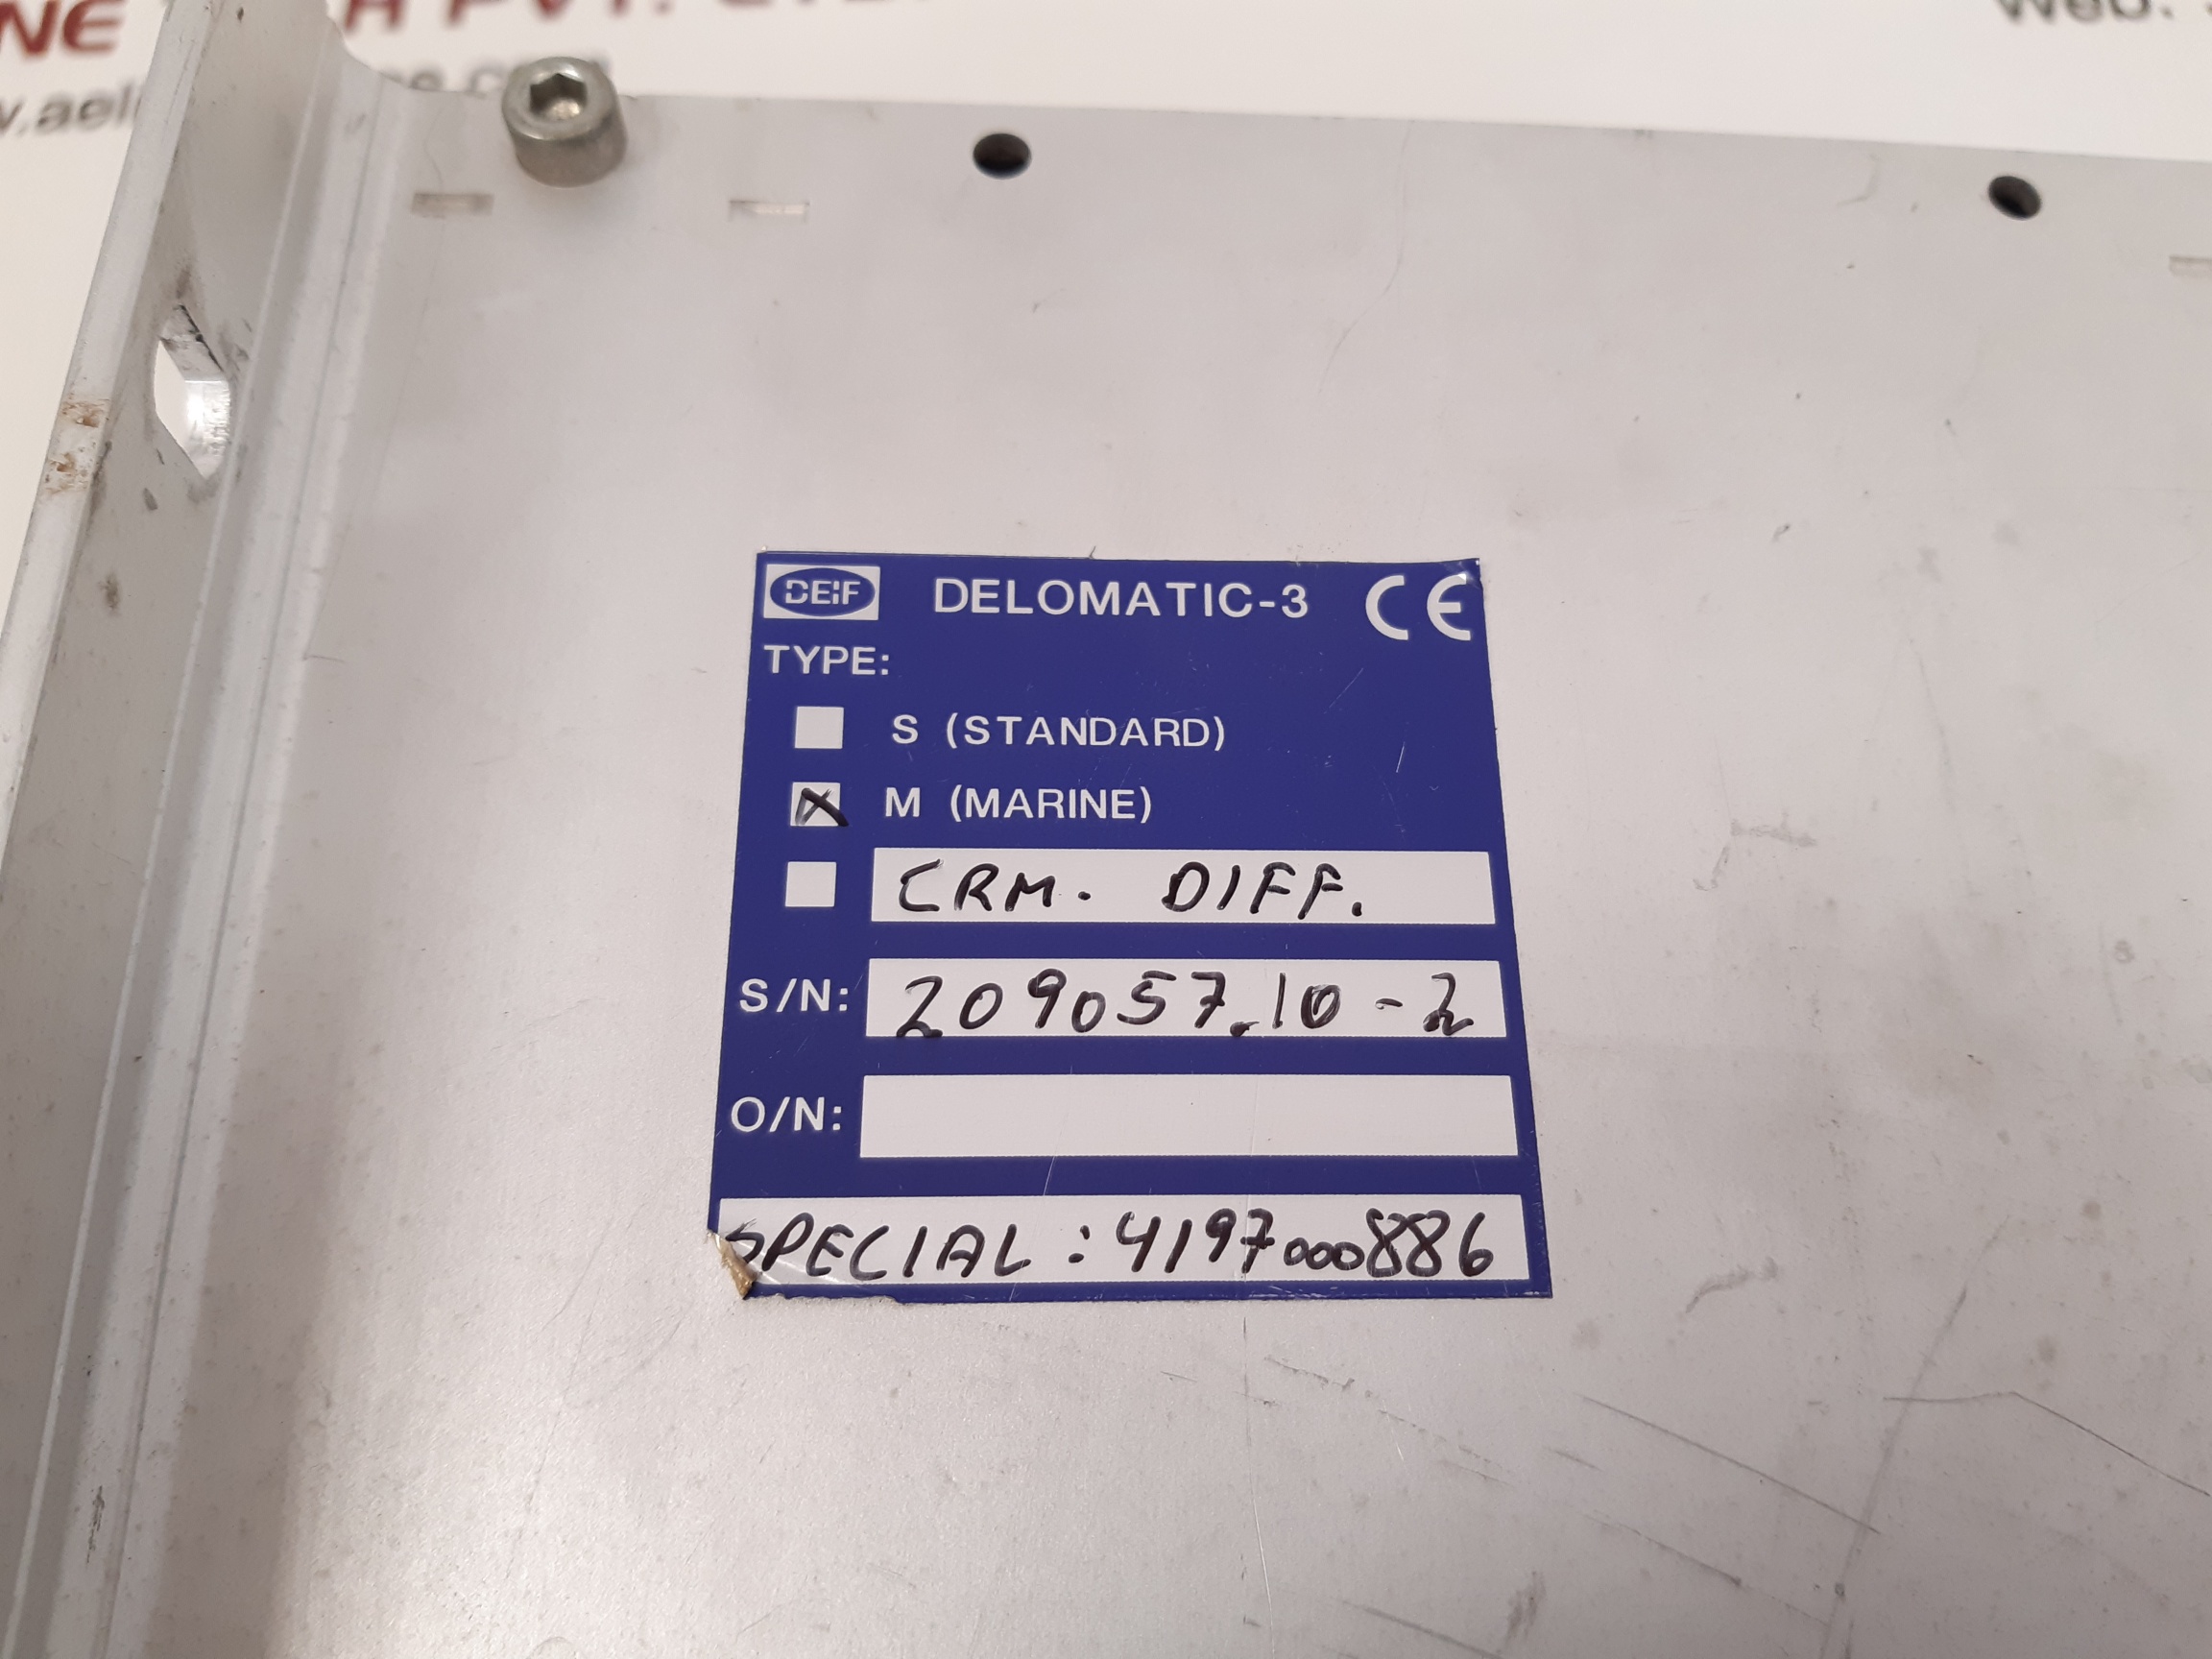 DEIF DELOMATIC-3 CE
TYPE:
S (STANDARD)
X M (MARINE)
CRM. DIFF.
S/N: 209057.10-2
O/N:
SPECIAL: 4197000886